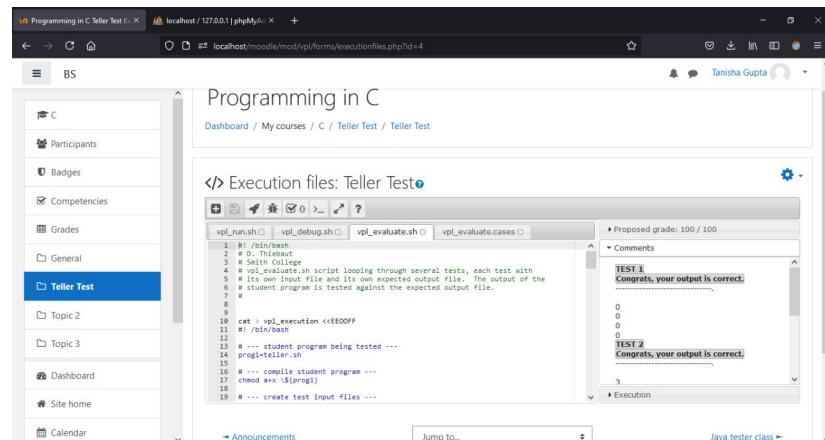 Programming in C Teller Test Ec
localhost / 127.0.0.1 | phpMyAd
localhost/moodle/mod/vpl/forms/executionfiles.php?id=4
BS
Tanisha Gupta
C
Participants
Badges
Competencies
Grades
General
Teller Test
Topic 2
Topic 3
Dashboard
Site home
Calendar
Programming in C
Dashboard / My courses / C / Teller Test / Teller Test
</> Execution files: Teller Test
0
vpl_run.sh
vpl_debug.sh
vpl_evaluate.sh
vpl_evaluate.cases
1 #! /bin/bash
2 # D. Thiebaut
3 # Smith College
4 # vpl_evaluate.sh script looping through several tests, each test with
5 # its own input file and its own expected output file. The output of the
6 # student program is tested against the expected output file.
7 #
8
9
10 cat > vpl_execution <<EEOOFF
11 #! /bin/bash
12
13 # --- student program being tested ---
14 prog1=teller.sh
15
16 # --- compile student program ---
17 chmod a+x \${prog1}
18
19 # --- create test input files ---
Proposed grade: 100 / 100
Comments
TEST 1
Congrats, your output is correct.
--------------------------------.
0
0
0
0
TEST 2
Congrats, your output is correct.
--------------------------------.
3
Execution
◄ Announcements
Jump to...
Java tester class ►